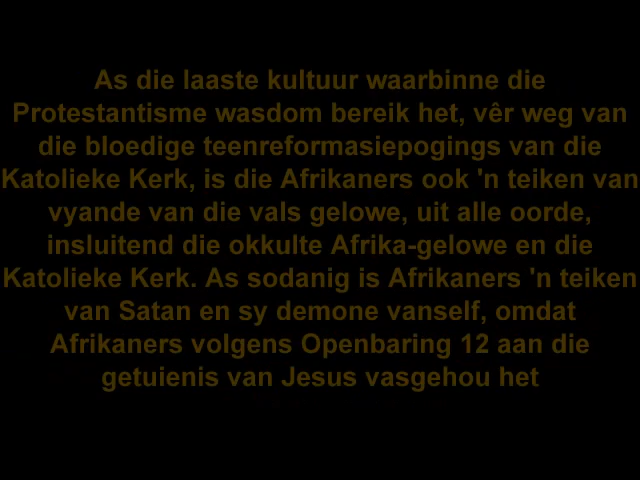 As die laaste kultuur waarbinne die
Protestantisme wasdom bereik het, vêr weg van
die bloedige teenreformasiepogings van die
Katolieke Kerk, is die Afrikaners ook 'n teiken van
vyande van die vals gelowe, uit alle oorde,
insluitend die okkulte Afrika-gelowe en die
Katolieke Kerk. As sodanig is Afrikaners 'n teiken
van Satan en sy demone vanself, omdat
Afrikaners volgens Openbaring 12 aan die
getuienis van Jesus vasgehou het